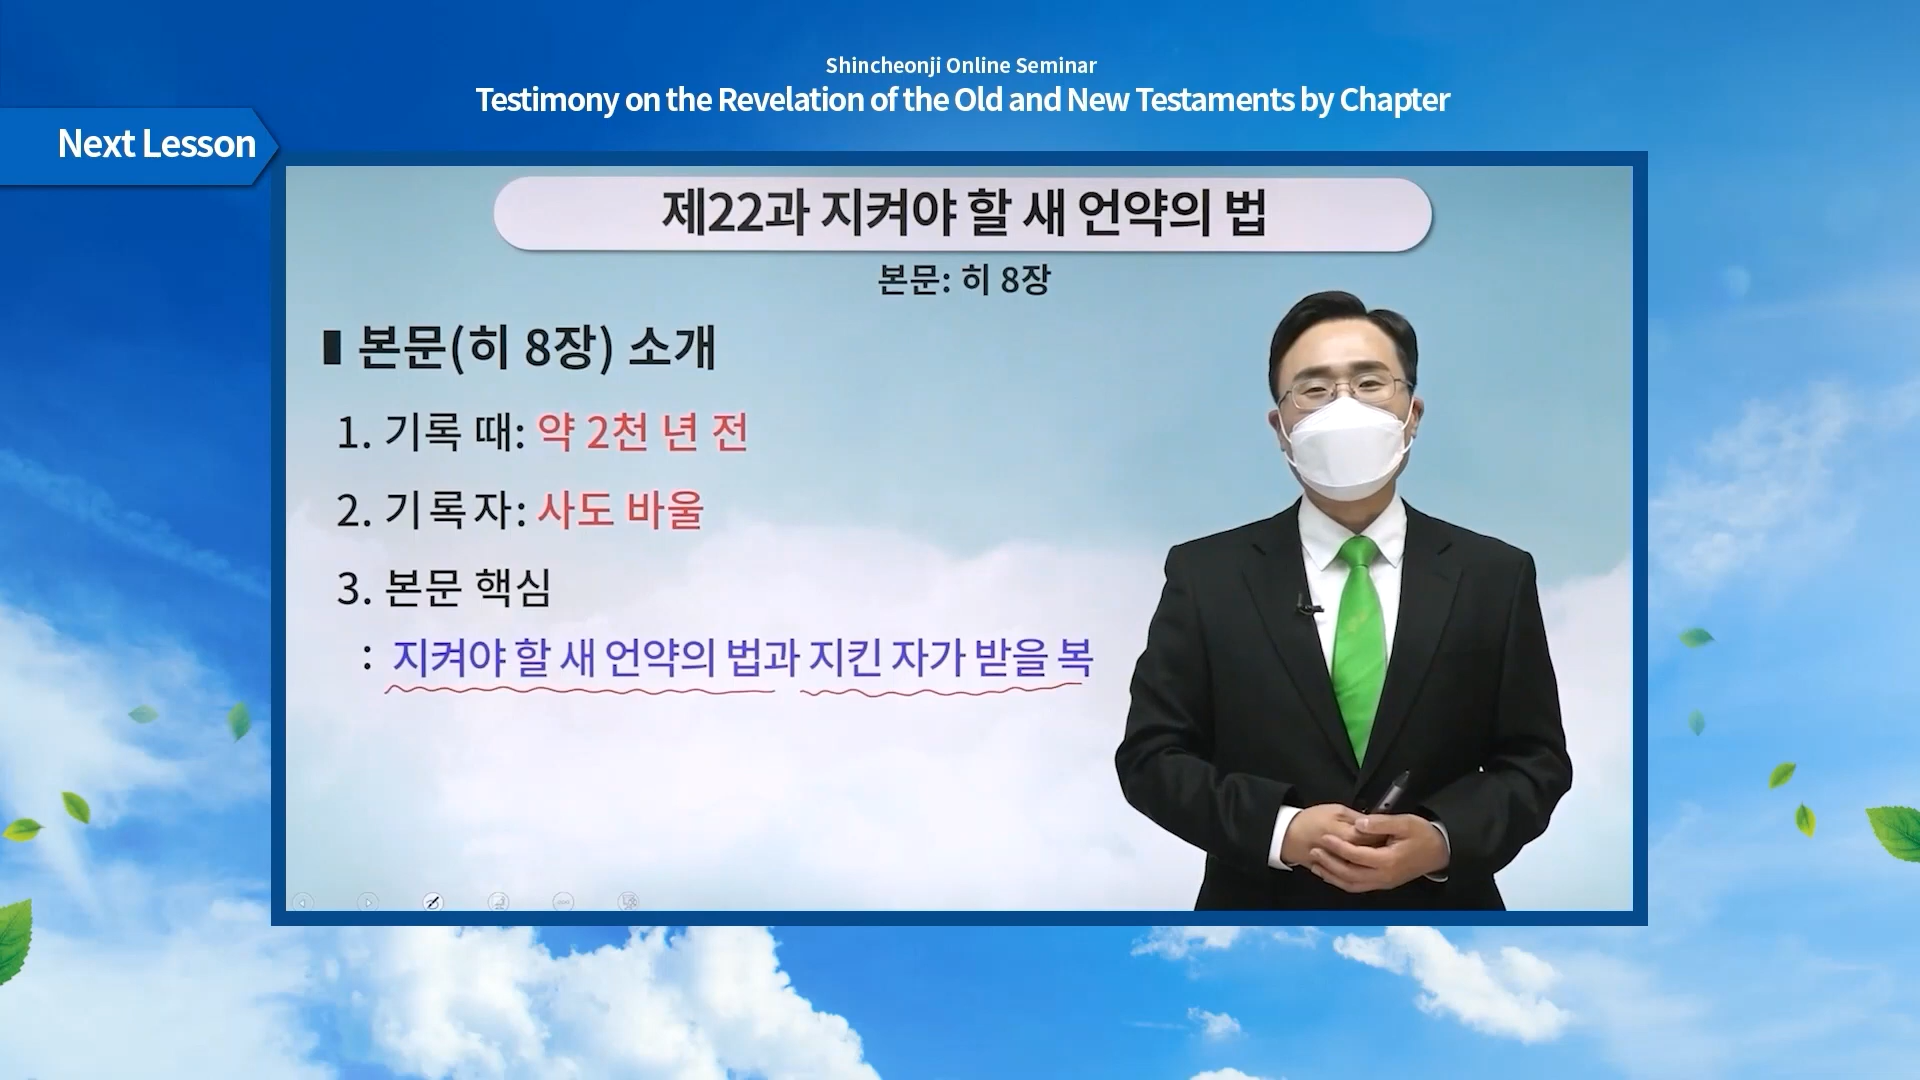 Shincheonji Online Seminar
Testimony on the Revelation of the Old and New Testaments by Chapter
Next Lesson
제22과 지켜야 할 새 언약의 법
본문: 히 8장
본문(히 8장) 소개
1. 기록 때: 약 2천 년 전
2. 기록자: 사도 바울
3. 본문 핵심
: 지켜야 할 새 언약의 법과 지킨 자가 받을 복